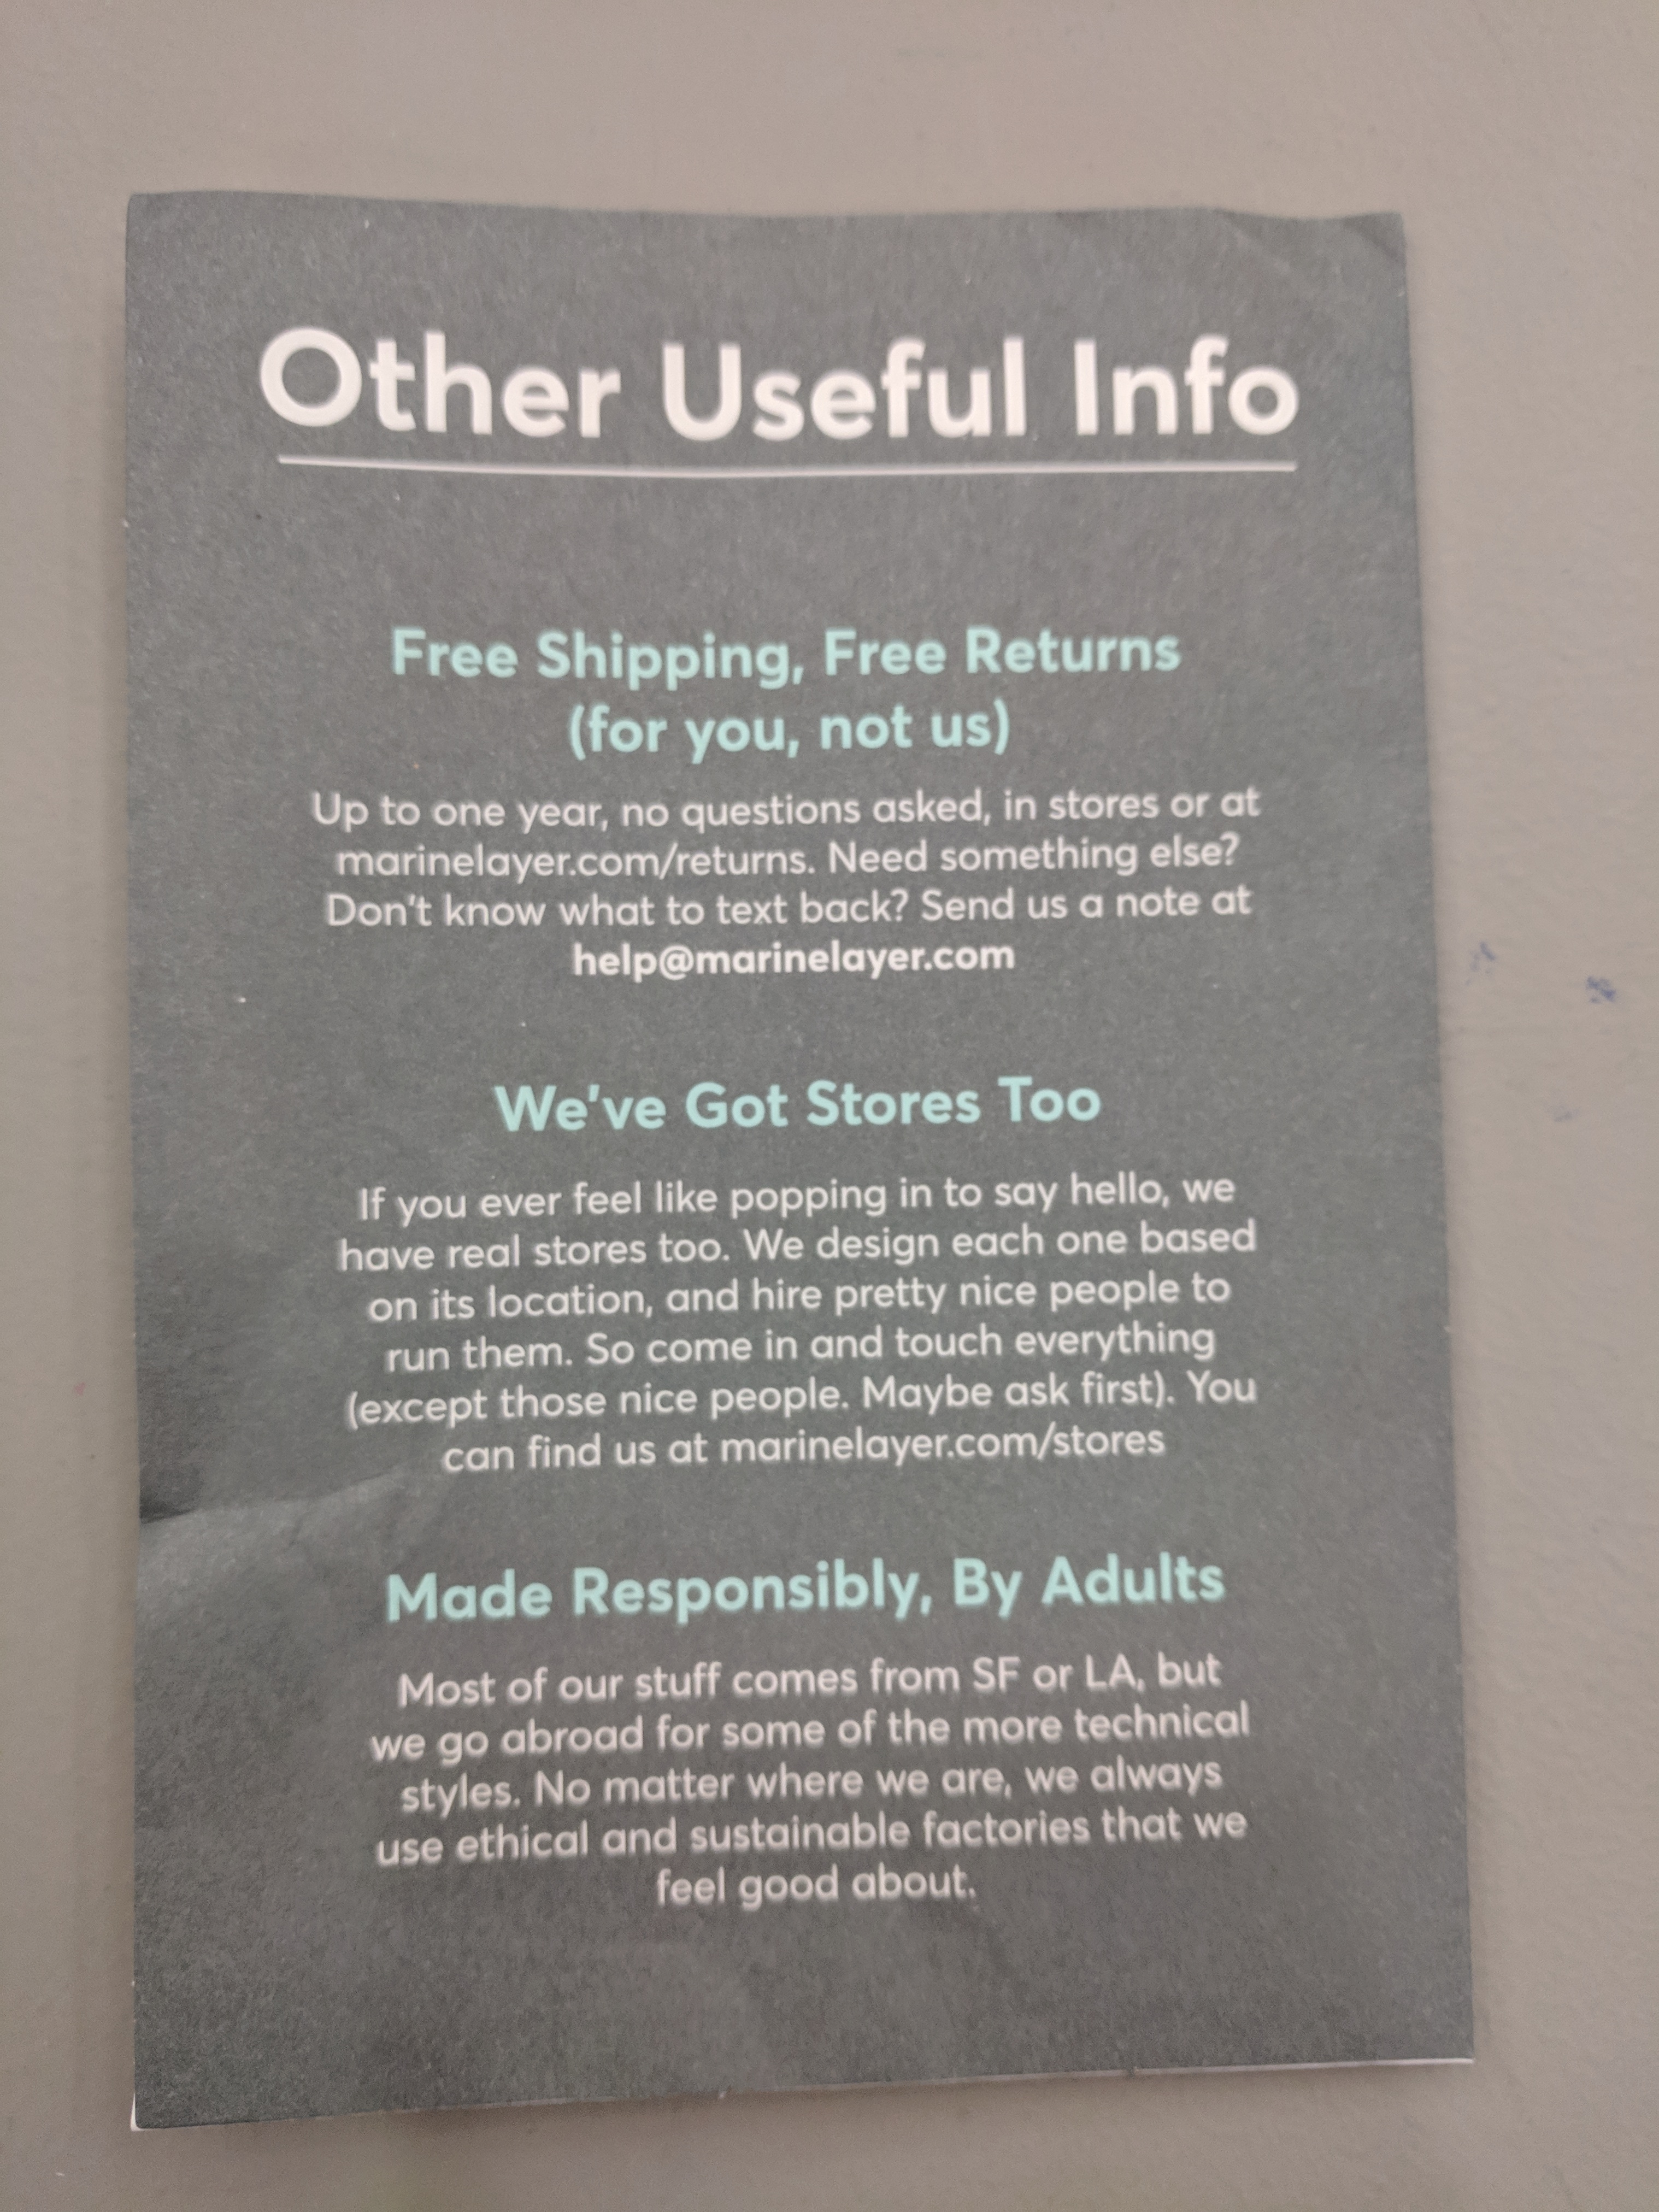 Other Useful Info
Free Shipping, Free Returns
(for you, not us)
Up to one year, no questions asked, in stores or at
marinelayer.com/returns. Need something else?
Don't know what to text back? Send us a note at
help@marinelayer.com
We've Got Stores Too
If you ever feel like popping in to say hello, we
have real stores too. We design each one based
on its location, and hire pretty nice people to
run them. So come in and touch everything
(except those nice people. Maybe ask first). You
can find us at marinelayer.com/stores
Made Responsibly, By Adults
Most of our stuff comes from SF or LA, but
we go abroad for some of the more technical
styles. No matter where we are, we always
use ethical and sustainable factories that we
feel good about.